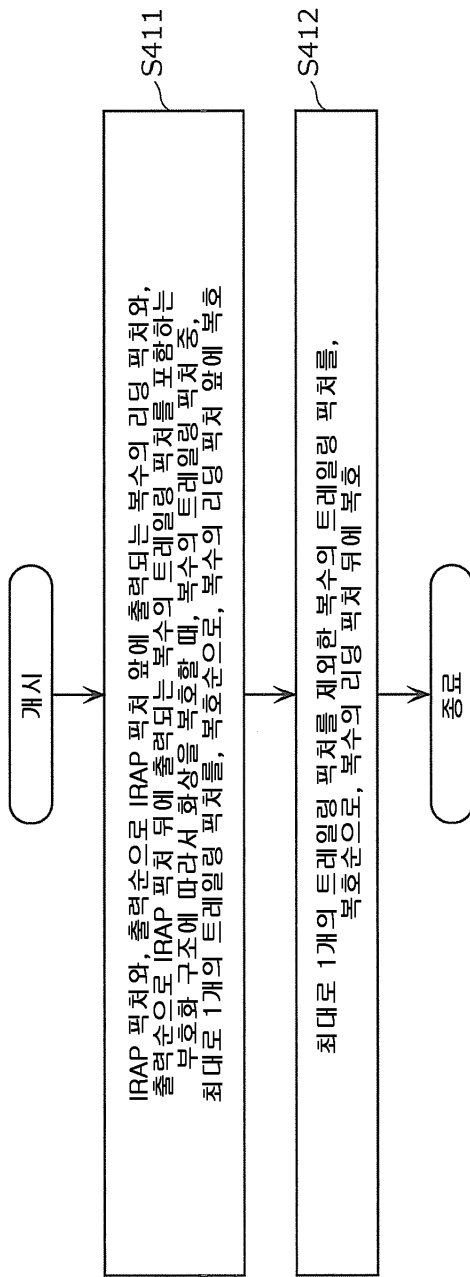 개시
IRAP 픽처와, 출력순으로 IRAP 픽처 앞에 출력되는 복수의 리딩 픽처와,
출력순으로 IRAP 픽처 뒤에 출력되는 복수의 트레일링 픽처를 포함하는
부호화 구조에 따라서 화상을 복호할 때, 복수의 트레일링 픽처 중,
최대로 1개의 트레일링 픽처를, 복호순으로, 복수의 리딩 픽처 앞에 복호
S411
최대로 1개의 트레일링 픽처를 제외한 복수의 트레일링 픽처를,
복호순으로, 복수의 리딩 픽처 뒤에 복호
S412
종료